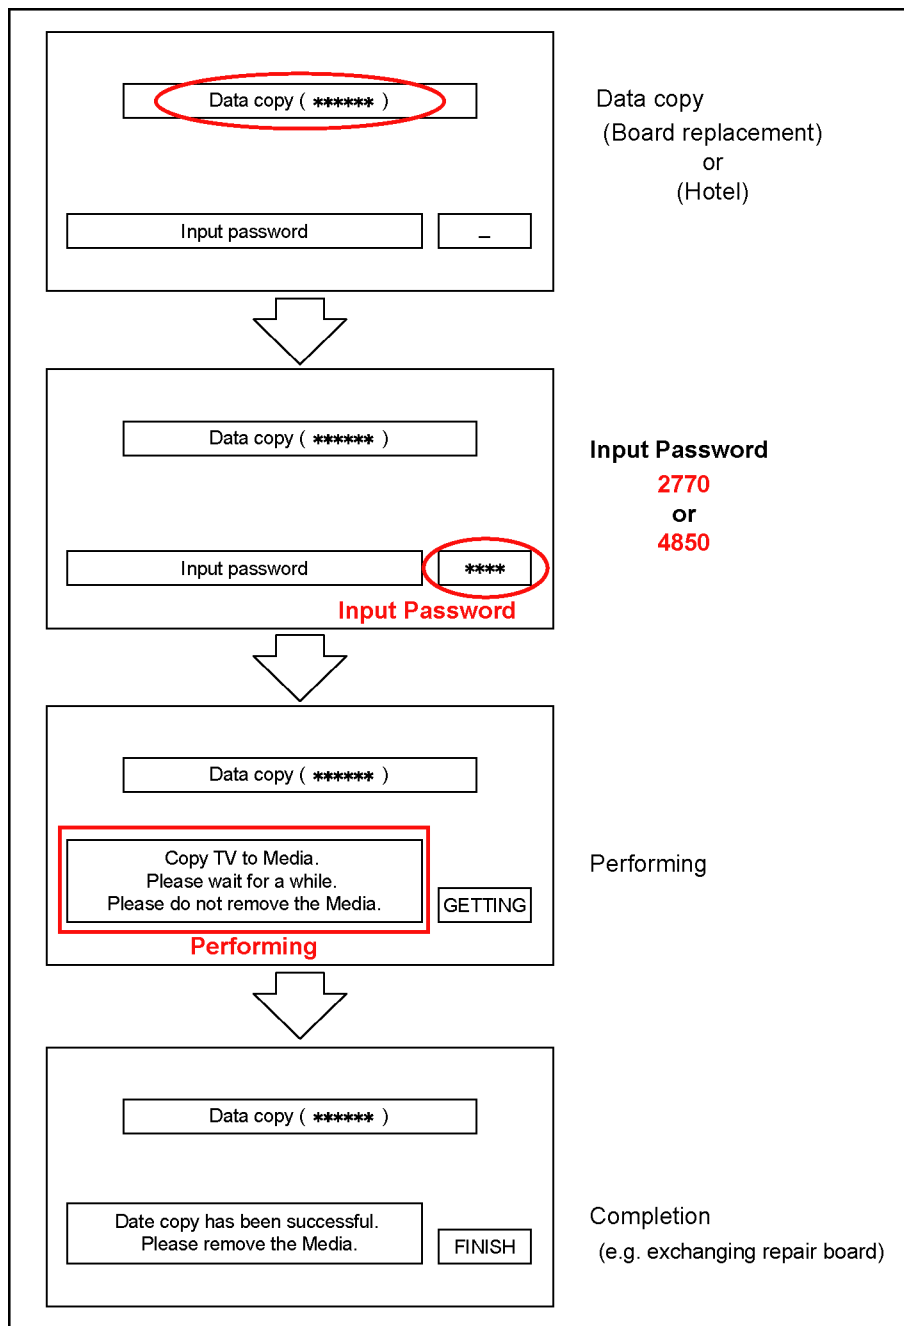 Data copy ( ****** )
Data copy
(Board replacement)
or
(Hotel)
Input password
_
Data copy ( ****** )
Input Password
2770
or
4850
Input password
****
Input Password
Data copy ( ****** )
Copy TV to Media.
Please wait for a while.
Please do not remove the Media.
GETTING
Performing
Performing
Data copy ( ****** )
Date copy has been successful.
Please remove the Media.
FINISH
Completion
(e.g. exchanging repair board)